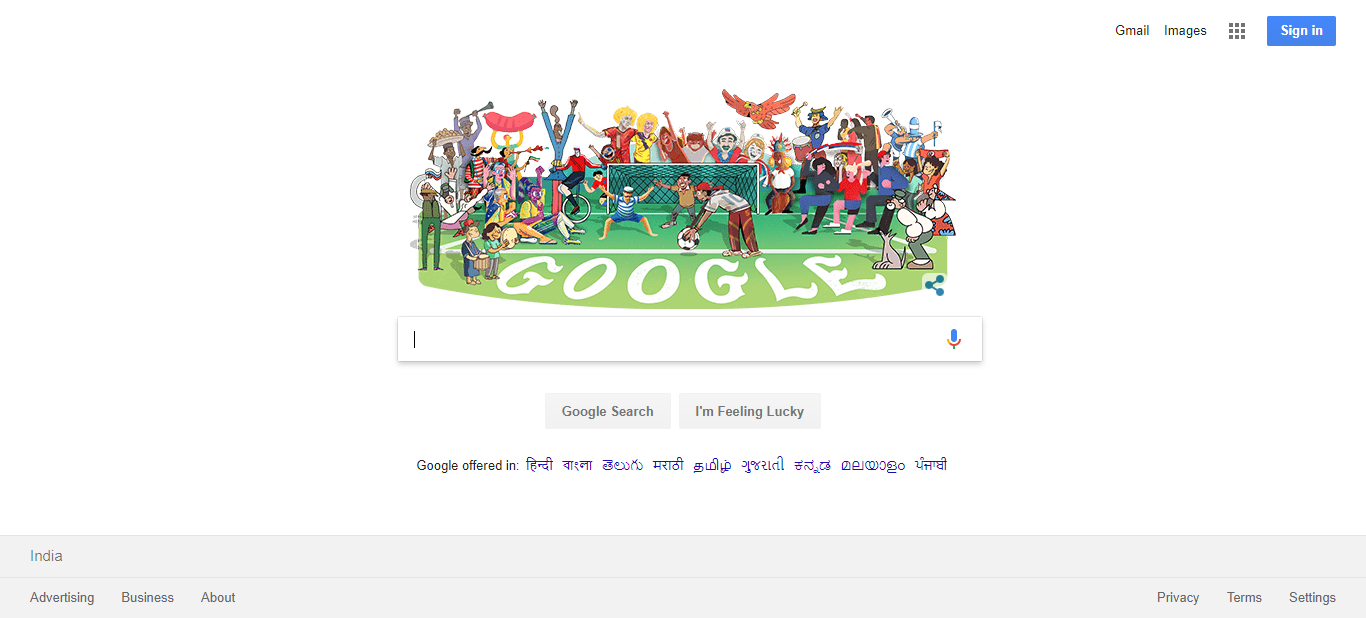 Gmail Images Sign in
GOOGLE
Google Search I'm Feeling Lucky
Google offered in: हिन्दी বাংলা తెలుగు मराठी தமிழ் ગુજરાતી ಕನ್ನಡ മലയാളം ਪੰਜਾਬੀ
India
Advertising Business About Privacy Terms Settings